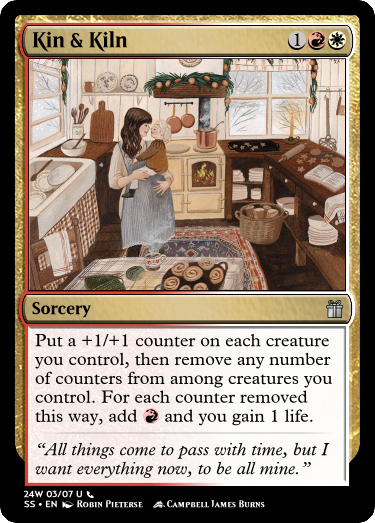 Kin & Kiln 1
Sorcery
Put a +1/+1 counter on each creature
you control, then remove any number
of counters from among creatures you
control. For each counter removed
this way, add and you gain 1 life.
“All things come to pass with time, but I
want everything now, to be all mine.”
24W 03/07 U
SS • EN Robin Pieterse Campbell James Burns